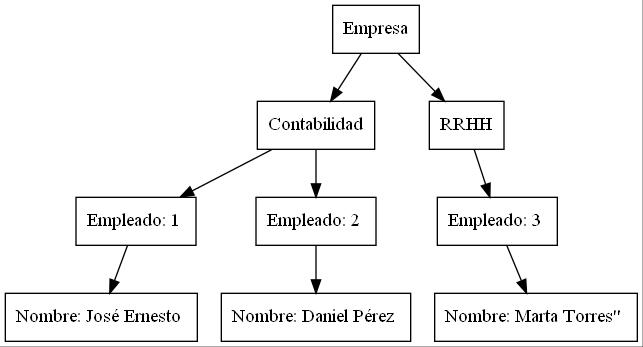 Empresa
Contabilidad
RRHH
Empleado: 1
Empleado: 2
Empleado: 3
Nombre: José Ernesto
Nombre: Daniel Pérez
Nombre: Marta Torres"